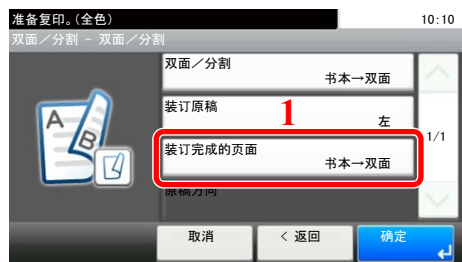 准备复印。(全色)
10:10
双面／分割 - 双面／分割
双面／分割
书本→双面
装订原稿
左
1
1/1
装订完成的页面
书本→双面
原稿方向
A
B
取消
< 返回
确定